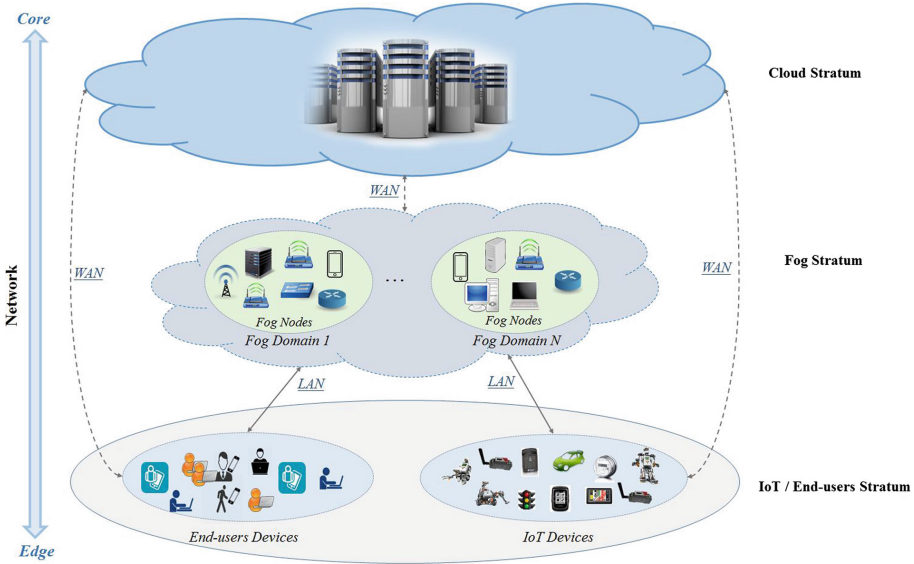 Core
Cloud Stratum
WAN
Fog Stratum
WAN
WAN
Network
...
Fog Nodes
Fog Domain 1
Fog Nodes
Fog Domain N
LAN
LAN
IoT / End-users Stratum
End-users Devices
IoT Devices
Edge